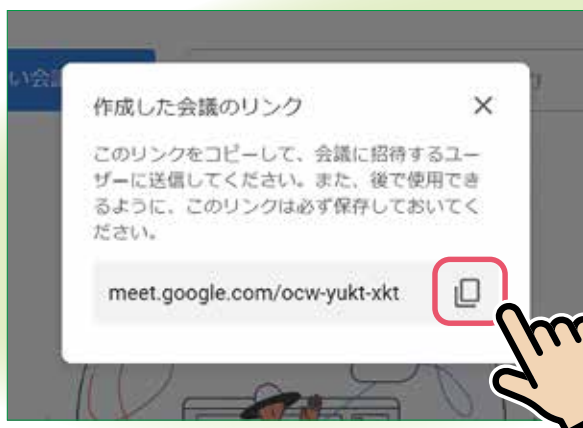 い会議
作成した会議のリンク
このリンクをコピーして、会議に招待するユー
ザーに送信してください。また、後で使用でき
るように、このリンクは必ず保存しておいてく
ださい。
meet.google.com/ocw-yukt-xkt